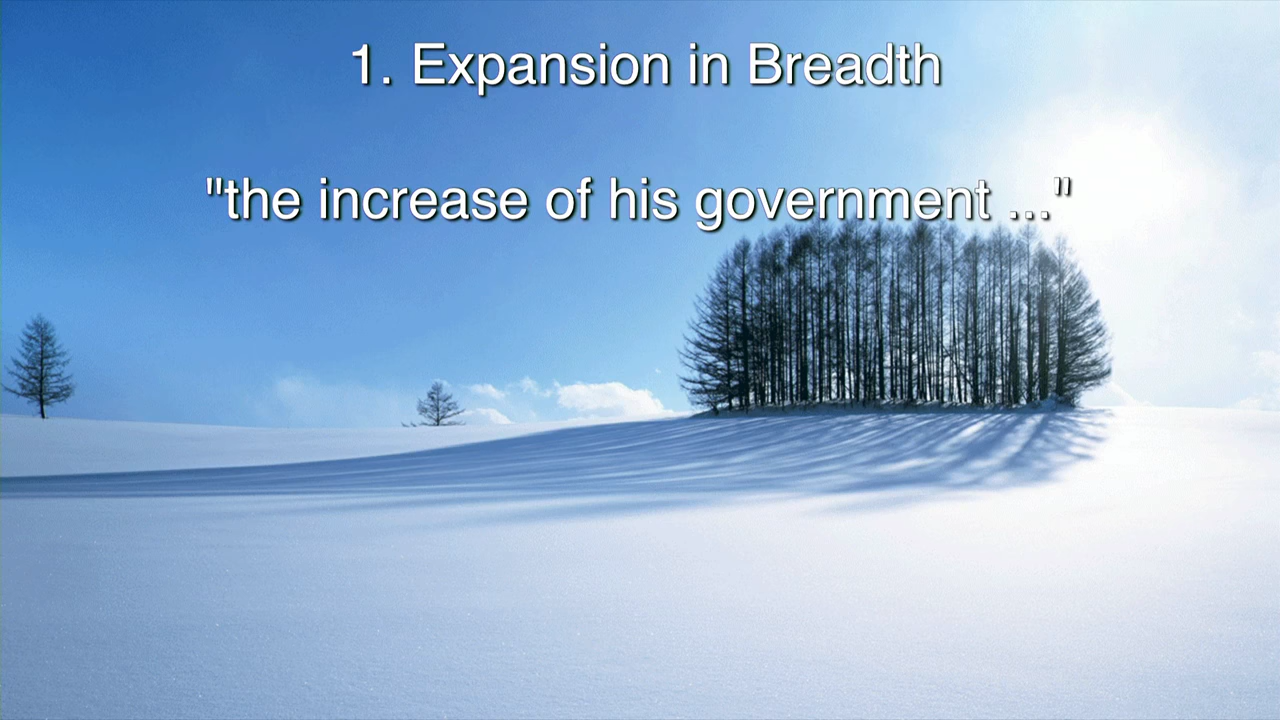 1. Expansion in Breadth
"the increase of his government ..."